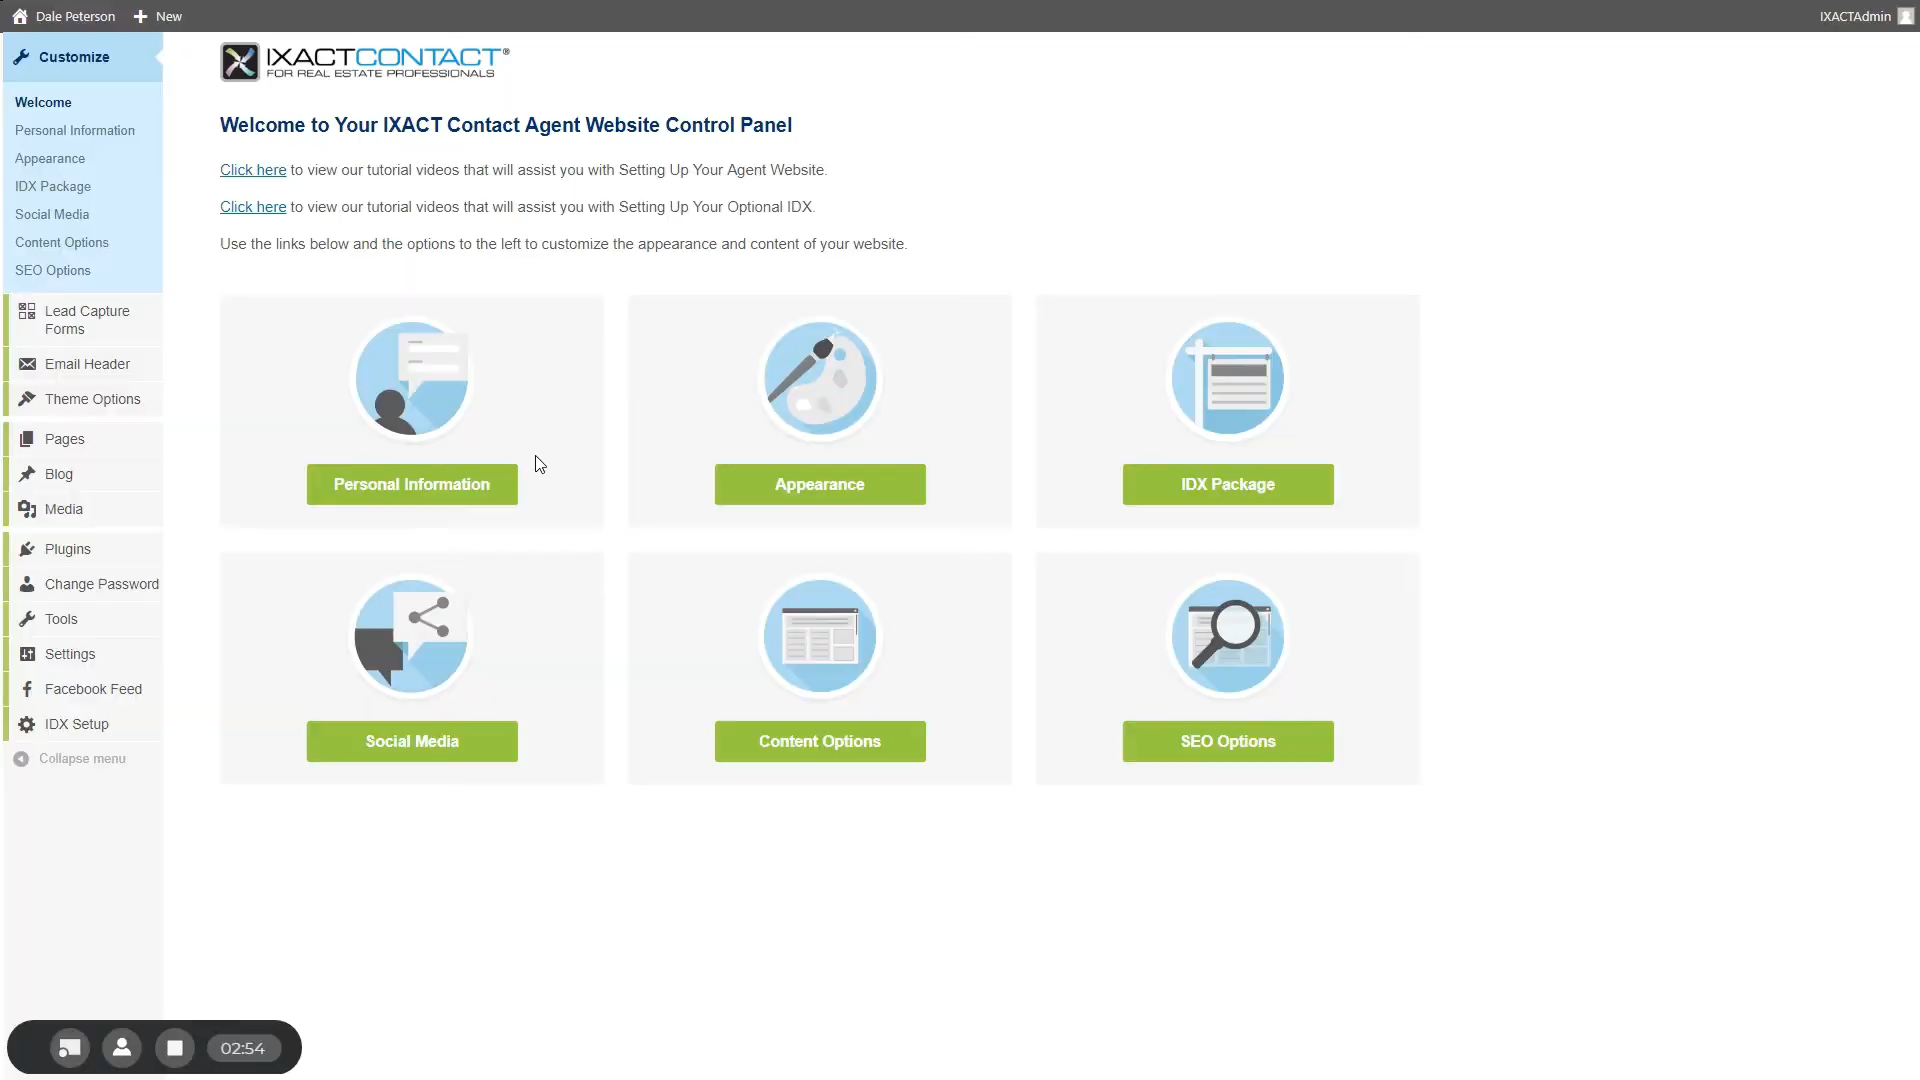 Dale Peterson
New
IXACTAdmin
Customize
Welcome
Personal Information
Appearance
IDX Package
Social Media
Content Options
SEO Options
Lead Capture
Forms
Email Header
Theme Options
Pages
Blog
Media
Plugins
Change Password
Tools
Settings
Facebook Feed
IDX Setup
Collapse menu
IXACTCONTACT®
FOR REAL ESTATE PROFESSIONALS
Welcome to Your IXACT Contact Agent Website Control Panel
Click here to view our tutorial videos that will assist you with Setting Up Your Agent Website.
Click here to view our tutorial videos that will assist you with Setting Up Your Optional IDX.
Use the links below and the options to the left to customize the appearance and content of your website.
Personal Information
Appearance
IDX Package
Social Media
Content Options
SEO Options
02:54